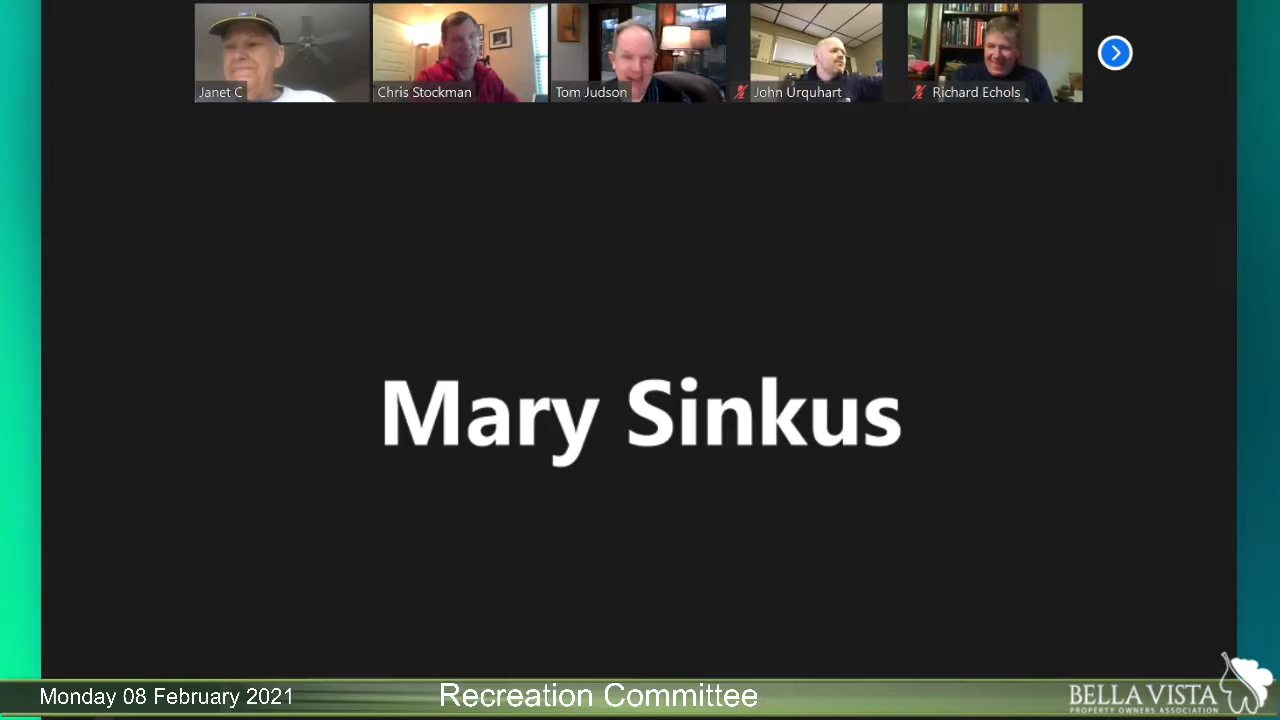 Janet C
Chris Stockman
Tom Judson
John Urquhart
Richard Echols
Mary Sinkus
Monday 08 February 2021
Recreation Committee
BELLA VISTA
PROPERTY OWNERS ASSOCIATION